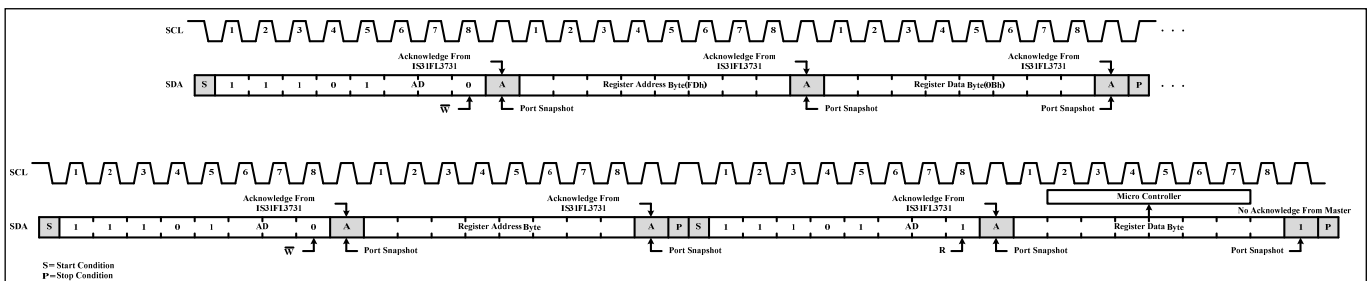 SCL 1 2 3 4 5 6 7 8 1 2 3 4 5 6 7 8 1 2 3 4 5 6 7 8 . . .
Acknowledge From
IS31FL3731
Acknowledge From
IS31FL3731
Acknowledge From
IS31FL3731
SDA S 1 1 1 0 1 AD 0 A Register Address Byte(FDh) A Register Data Byte(0Bh) A P . . .
W Port Snapshot Port Snapshot Port Snapshot
SCL 1 2 3 4 5 6 7 8 1 2 3 4 5 6 7 8 1 2 3 4 5 6 7 8 1 2 3 4 5 6 7 8
Acknowledge From
IS31FL3731
Acknowledge From
IS31FL3731
Acknowledge From
IS31FL3731
Micro Controller
No Acknowledge From Master
SDA S 1 1 1 0 1 AD 0 A Register Address Byte A P S 1 1 1 0 1 AD 1 A Register Data Byte 1 P
W Port Snapshot Port Snapshot R Port Snapshot Port Snapshot
S=Start Condition
P=Stop Condition